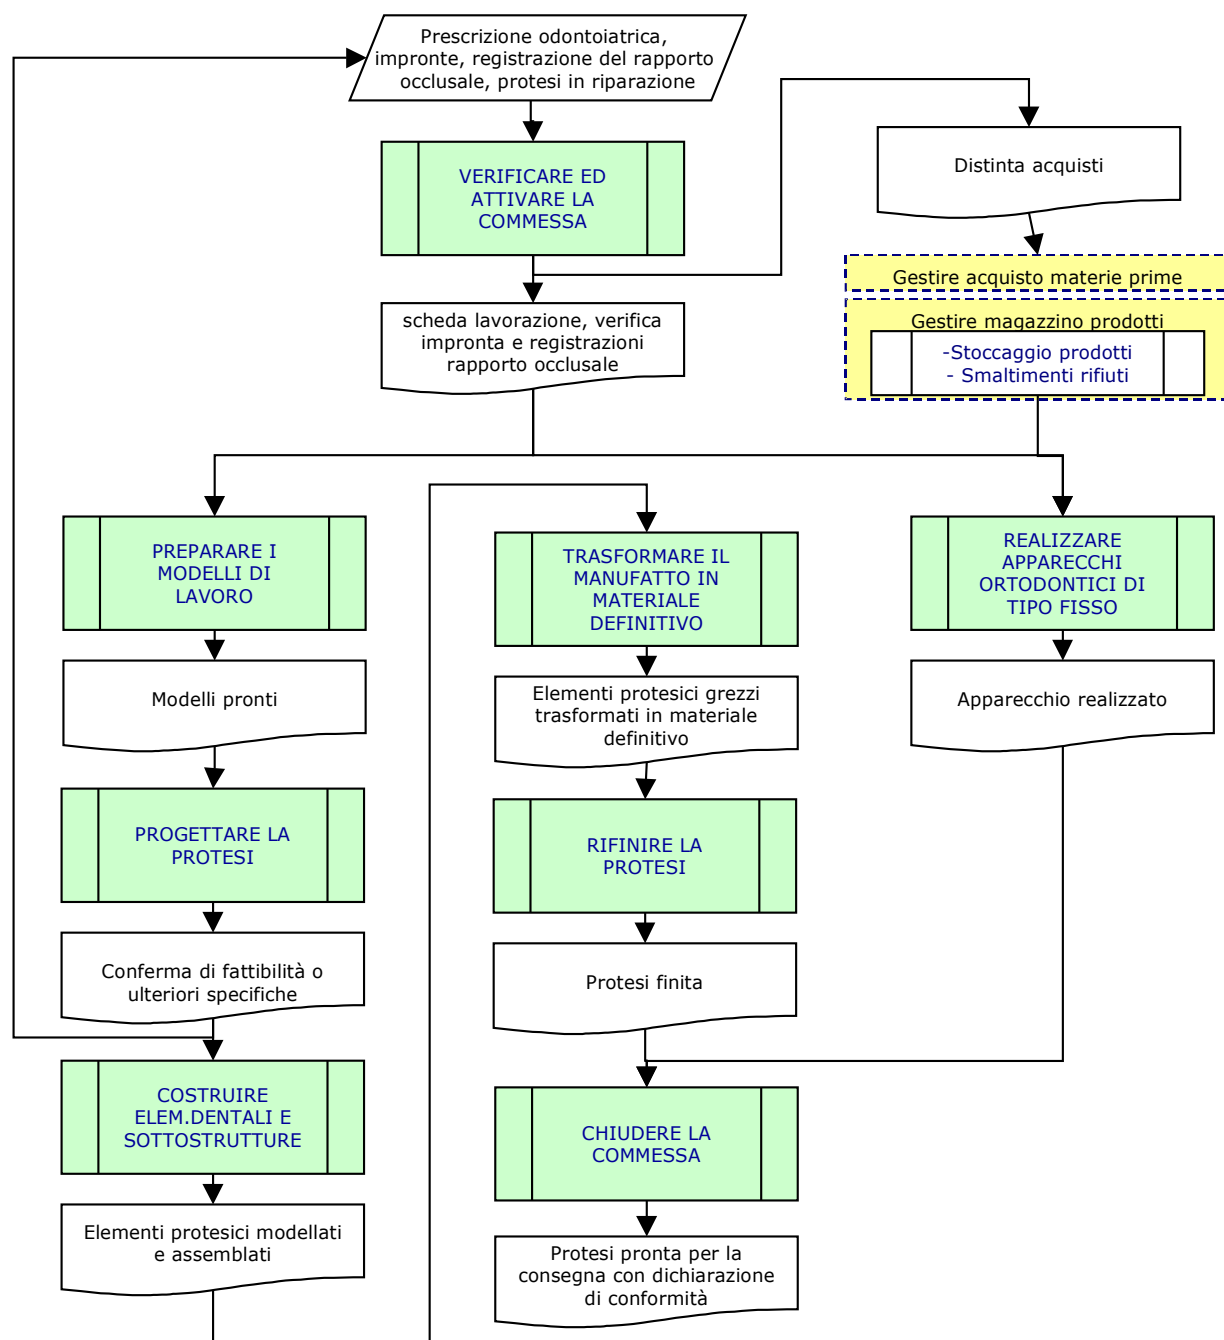 Prescrizione odontoiatrica,
impronte, registrazione del rapporto
occlusale, protesi in riparazione
VERIFICARE ED
ATTIVARE LA
COMMESSA
Distinta acquisti
Gestire acquisto materie prime
Gestire magazzino prodotti
-Stoccaggio prodotti
- Smaltimenti rifiuti
scheda lavorazione, verifica
impronta e registrazioni
rapporto occlusale
PREPARARE I
MODELLI DI
LAVORO
TRASFORMARE IL
MANUFATTO IN
MATERIALE
DEFINITIVO
REALIZZARE
APPARECCHI
ORTODONTICI DI
TIPO FISSO
Modelli pronti
Elementi protesici grezzi
trasformati in materiale
definitivo
Apparecchio realizzato
PROGETTARE LA
PROTESI
RIFINIRE LA
PROTESI
Conferma di fattibilità o
ulteriori specifiche
Protesi finita
COSTRUIRE
ELEM.DENTALI E
SOTTOSTRUTTURE
CHIUDERE LA
COMMESSA
Elementi protesici modellati
e assemblati
Protesi pronta per la
consegna con dichiarazione
di conformità